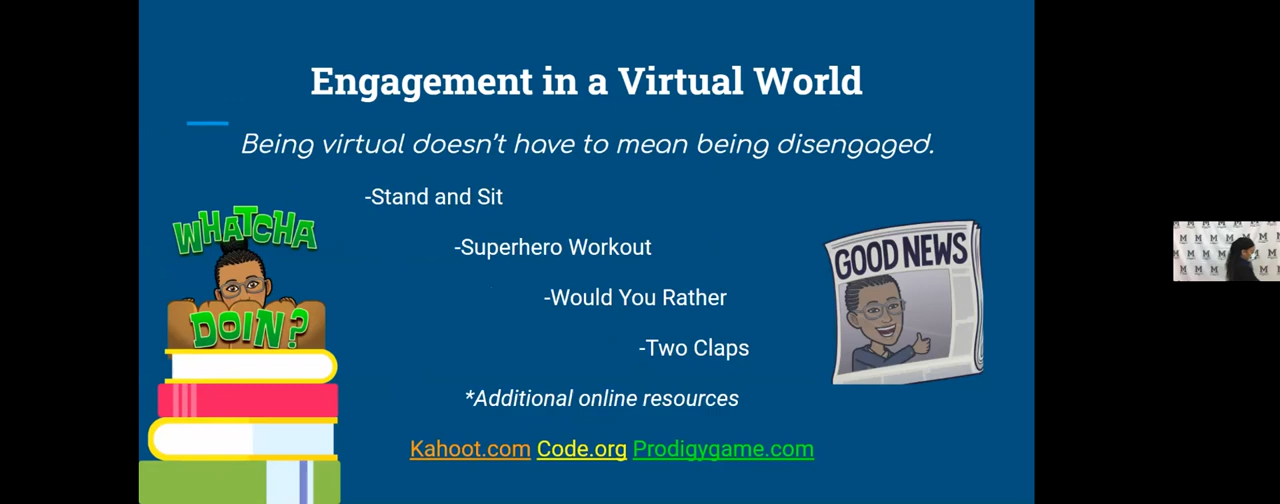 Engagement in a Virtual World
Being virtual doesn't have to mean being disengaged.
-Stand and Sit
-Superhero Workout
-Would You Rather
-Two Claps
*Additional online resources
Kahoot.com Code.org Prodigygame.com
WHATCHA
DOIN?
GOOD NEWS